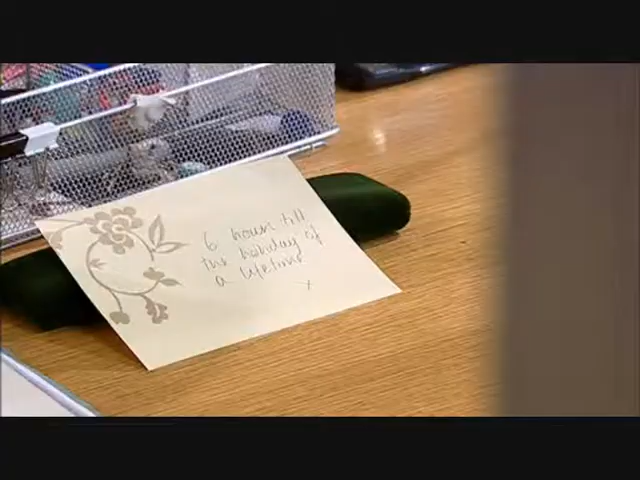 6 hours till
the holiday of
a lifetime
x